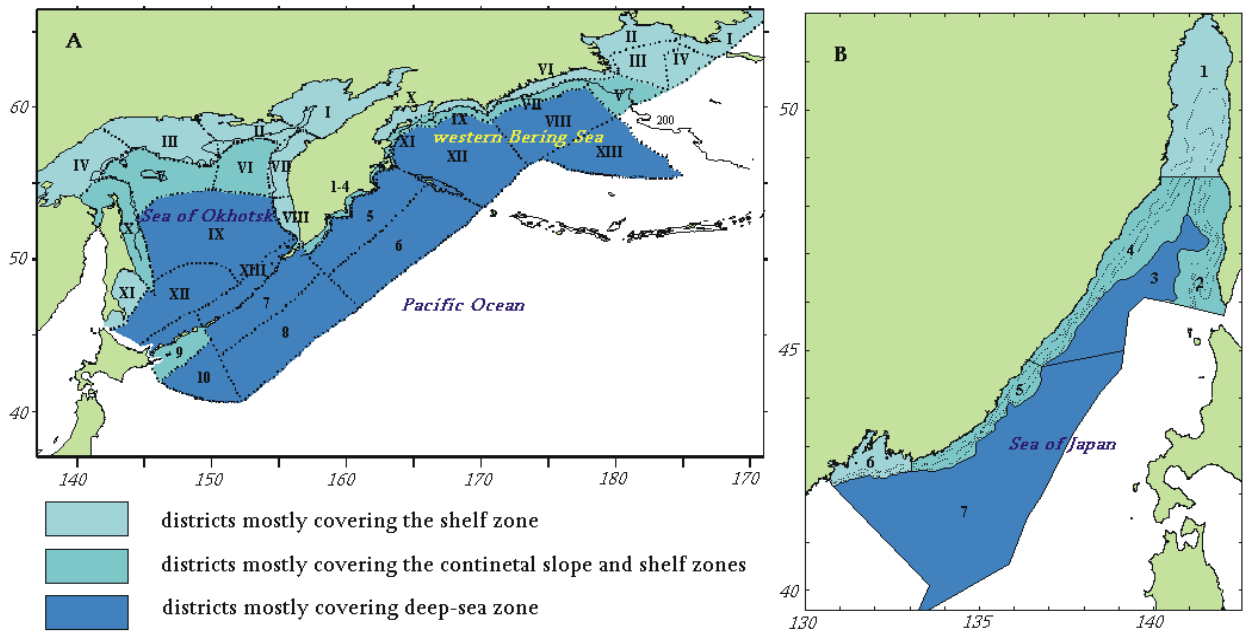 A
60
50
40
140
150
160
170
180
170
I
II
III
IV
V
VI
VII
VIII
IX
X
XI
XII
XIII
I
II
III
IV
V
VI
VII
VIII
IX
X
XI
XII
XIII
200
1-4
5
6
7
8
9
10
western Bering Sea
Sea of Okhotsk
Pacific Ocean
districts mostly covering the shelf zone
districts mostly covering the continetal slope and shelf zones
districts mostly covering deep-sea zone
B
50
45
40
130
135
140
1
2
3
4
5
6
7
Sea of Japan